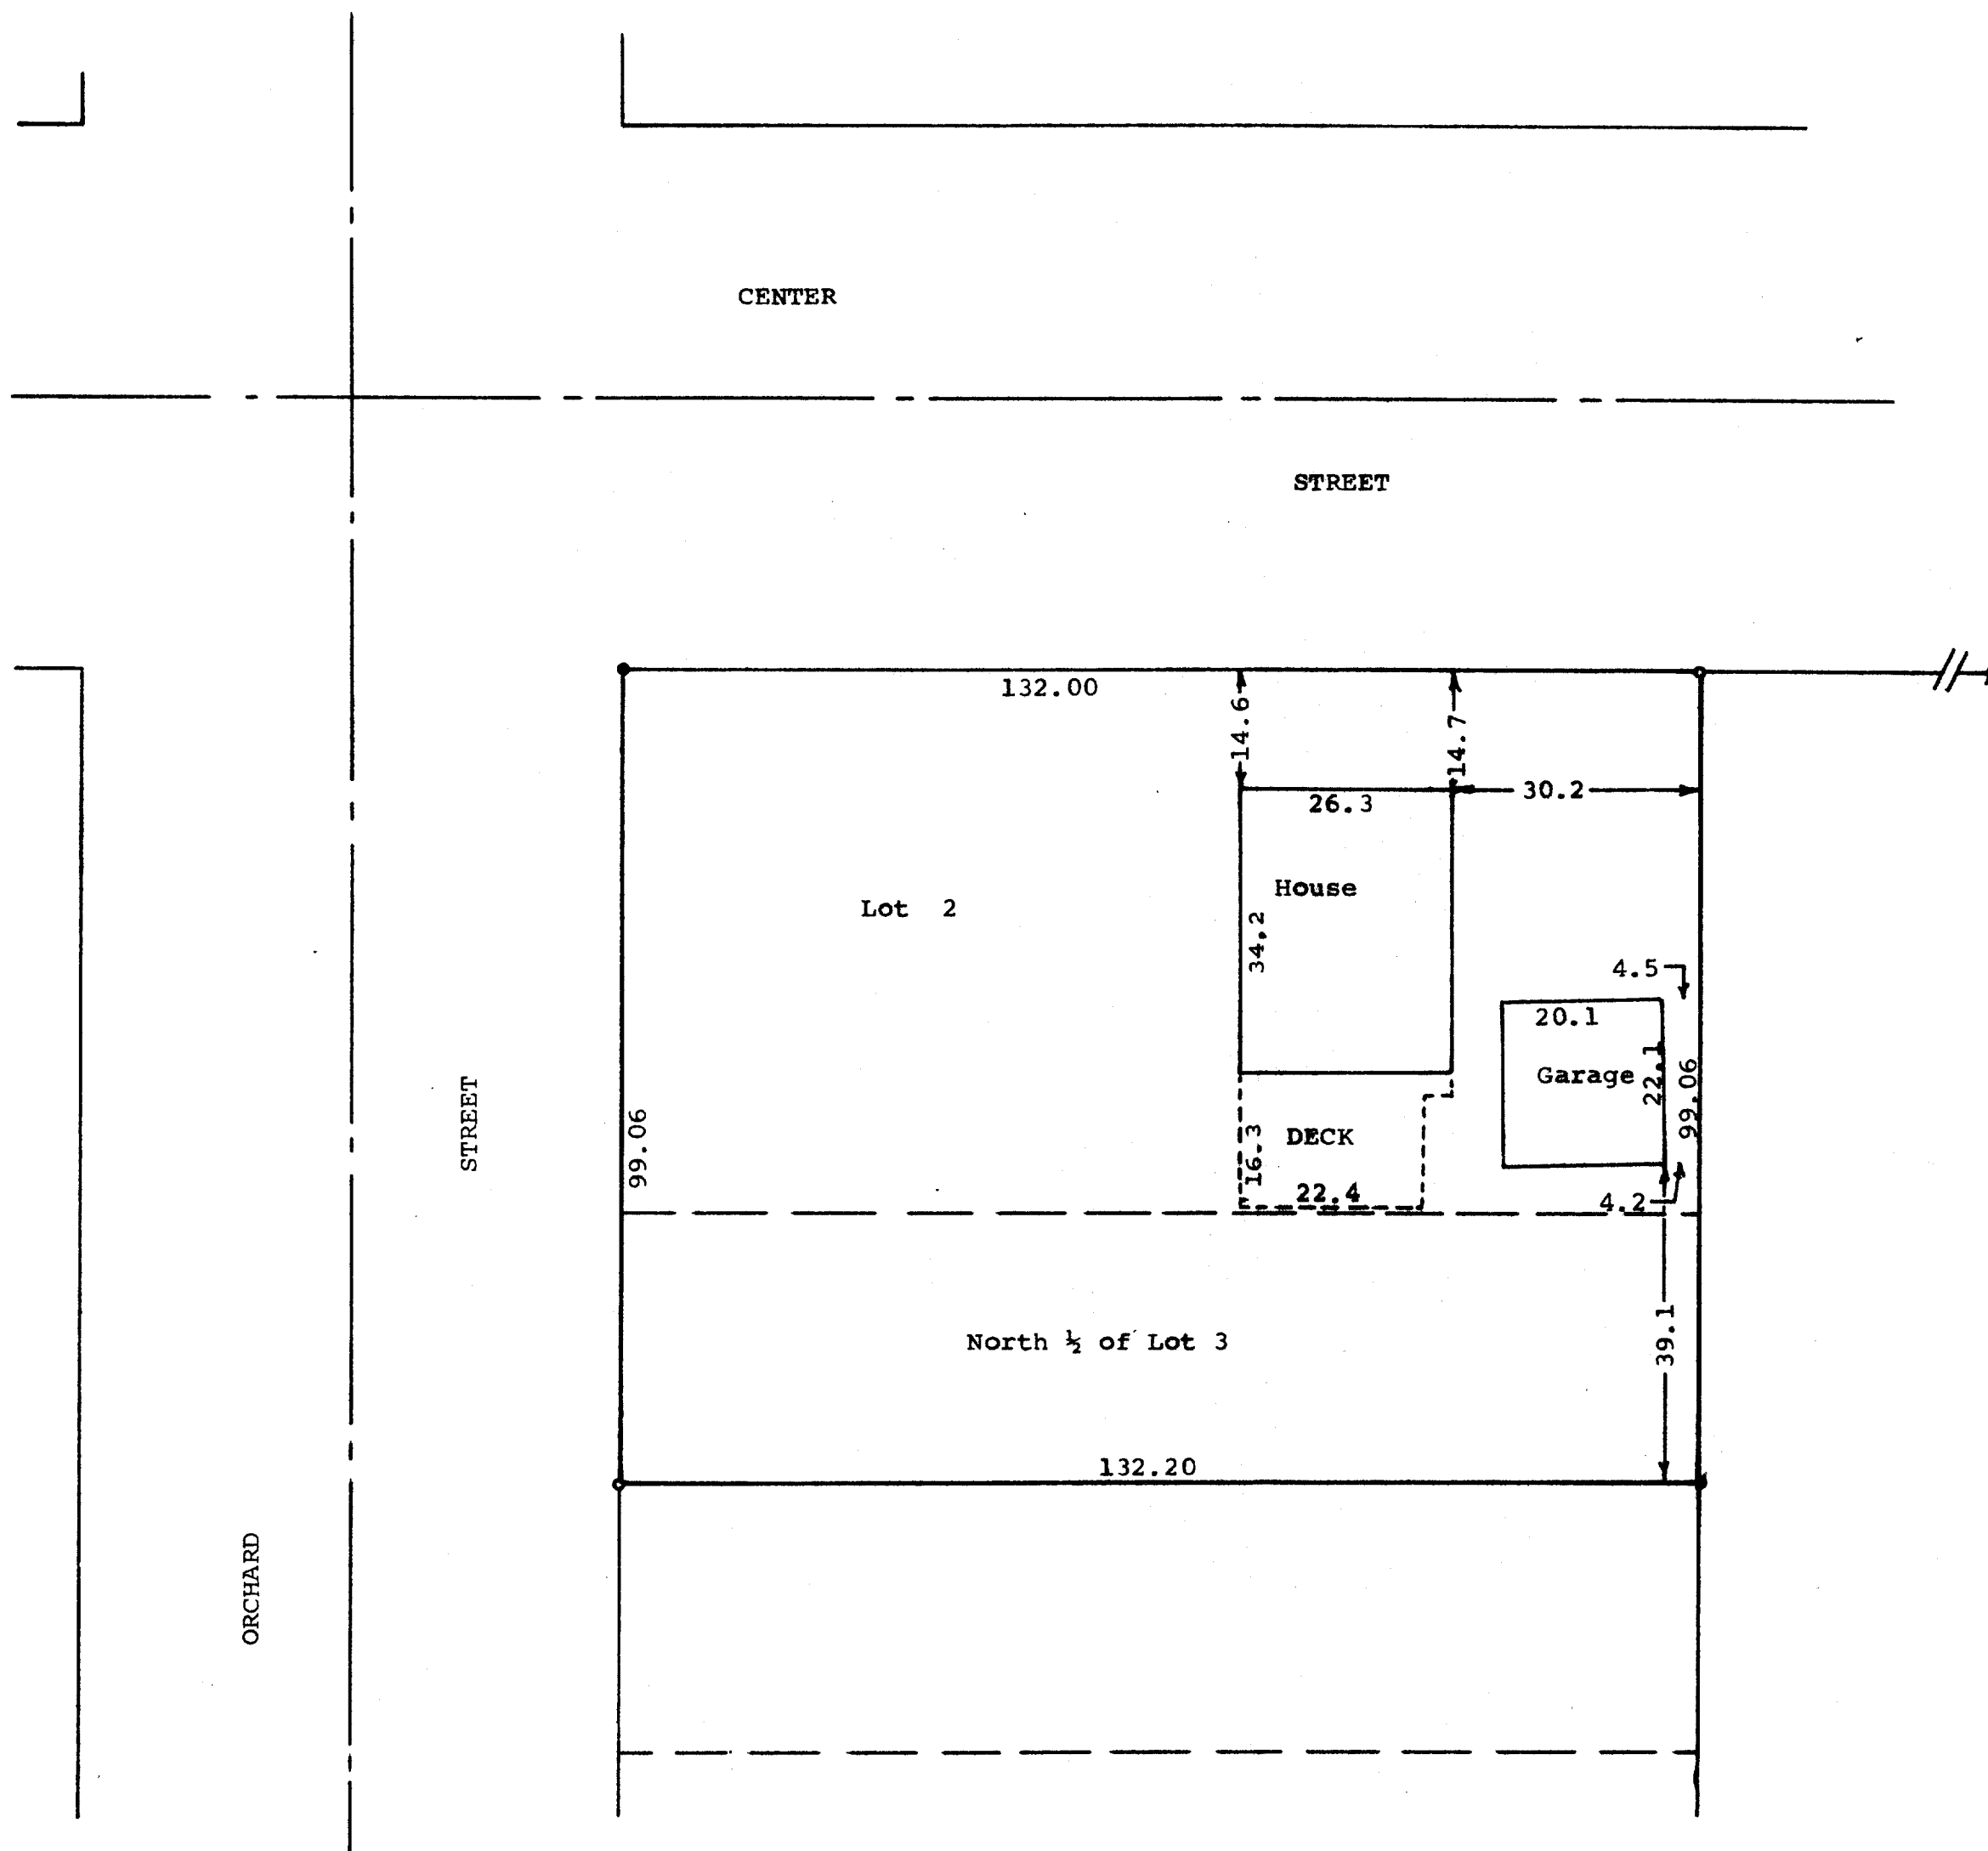 CENTER
STREET
132.00
14.6
14.7
26.3
30.2
House
Lot 2
34,2
4.5
20.1
Garage
22.1
99.06
STREET
99.06
16.3
DECK
22.4
4.2
39.1
North ½ of Lot 3
132.20
ORCHARD